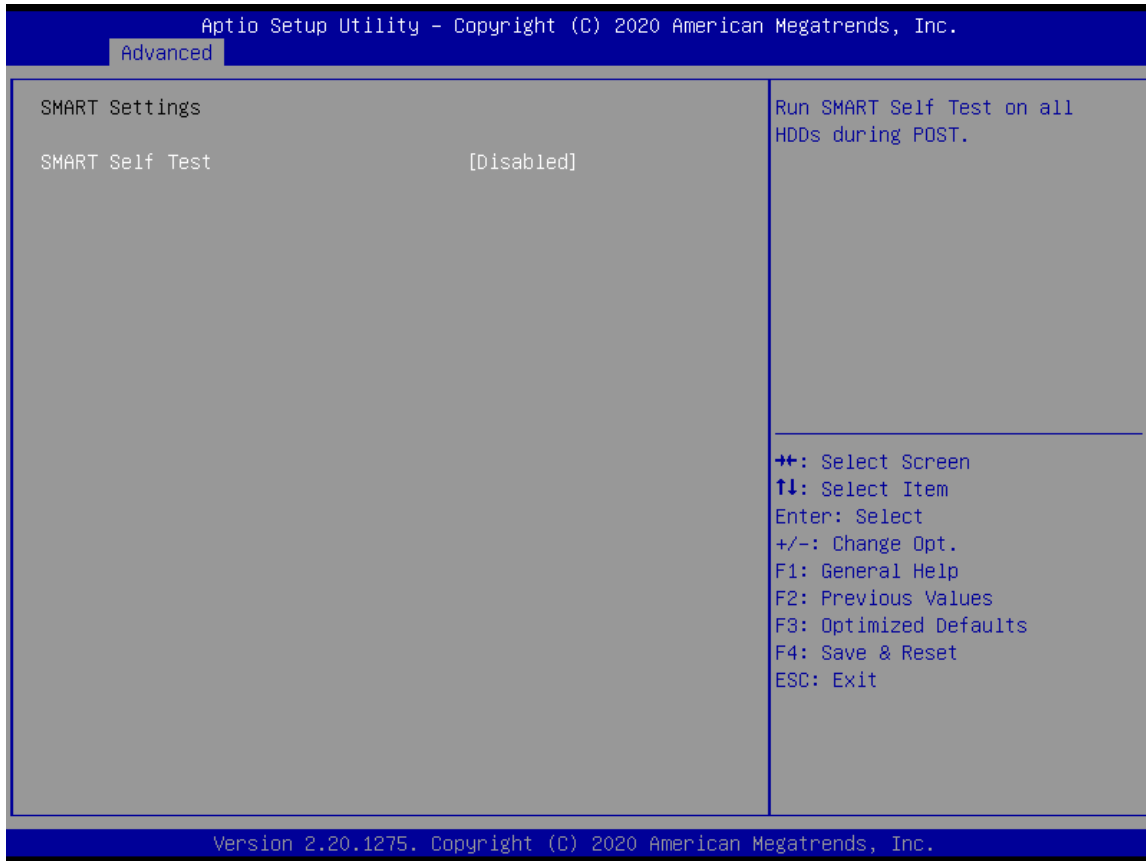 Aptio Setup Utility – Copyright (C) 2020 American Megatrends, Inc.
Advanced
SMART Settings
SMART Self Test [Disabled]
Run SMART Self Test on all
HDDs during POST.
→←: Select Screen
↑↓: Select Item
Enter: Select
+/-: Change Opt.
F1: General Help
F2: Previous Values
F3: Optimized Defaults
F4: Save & Reset
ESC: Exit
Version 2.20.1275. Copyright (C) 2020 American Megatrends, Inc.